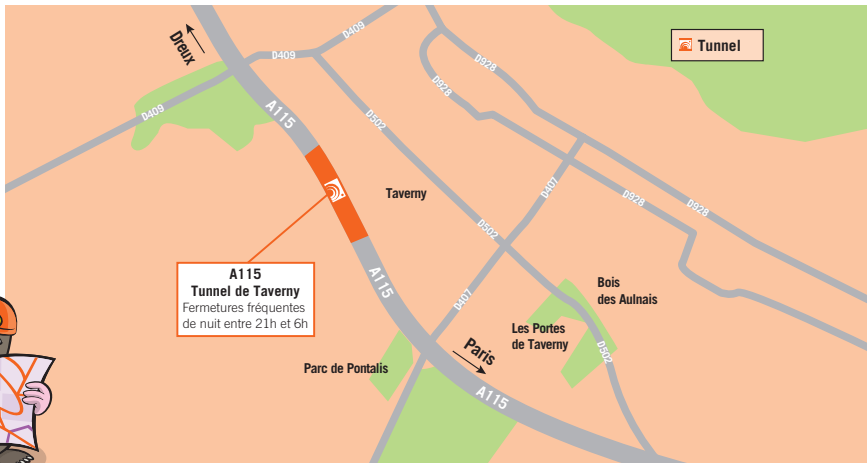 Dreux
D409
D409
D409
Tunnel
D928
D928
A115
D502
Taverny
D407
D928
D928
D502
A115
Tunnel de Taverny
Fermetures fréquentes
de nuit entre 21h et 6h
A115
D407
Bois
des Aulnais
Les Portes
de Taverny
D502
Paris
Parc de Pontalis
A115